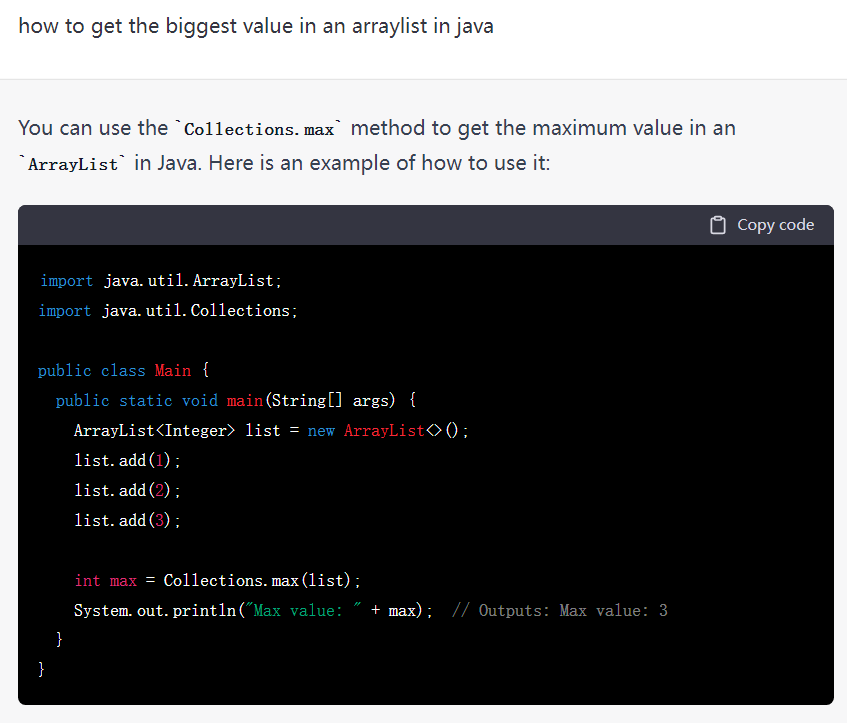 how to get the biggest value in an arraylist in java
You can use the `Collections.max` method to get the maximum value in an
`ArrayList` in Java. Here is an example of how to use it:
Copy code
import java.util.ArrayList;
import java.util.Collections;
public class Main {
public static void main(String[] args) {
ArrayList<Integer> list = new ArrayList<>();
list.add(1);
list.add(2);
list.add(3);
int max = Collections.max(list);
System.out.println("Max value: " + max);  // Outputs: Max value: 3
}
}